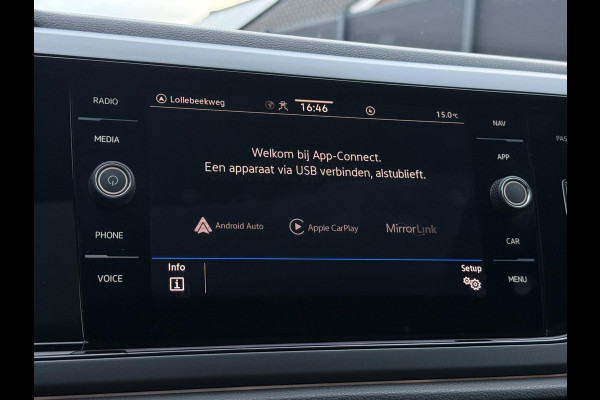 RADIO
MEDIA
PHONE
VOICE
Lollebeekweg
16:46
15.0°C
Welkom bij App-Connect.
Een apparaat via USB verbinden, alstublieft.
Android Auto
Apple CarPlay
MirrorLink
Info
Setup
NAV
APP
CAR
MENU
PAS